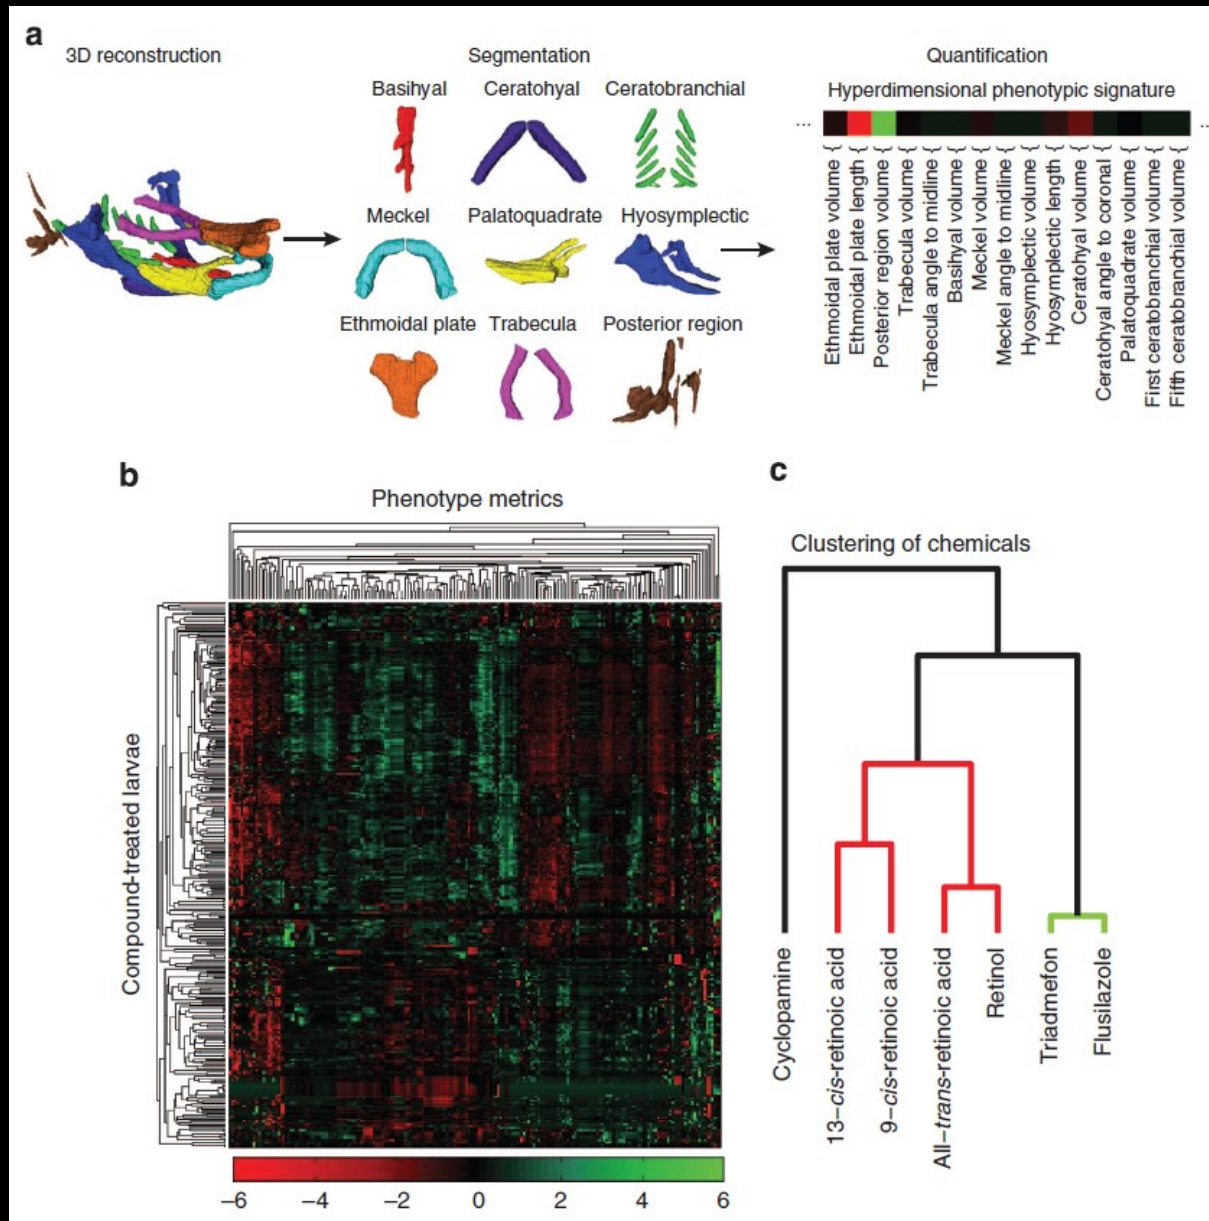 a
3D reconstruction
Segmentation
Quantification
Basihyal
Ceratohyal
Ceratobranchial
Hyperdimensional phenotypic signature
...
...
Meckel
Palatoquadrate
Hyosymplectic
Ethmoidal plate
Trabecula
Posterior region
Ethmoidal plate volume {
Ethmoidal plate length {
Posterior region volume {
Trabecula volume {
Trabecula angle to midline {
Basihyal volume {
Meckel volume {
Meckel angle to midline {
Hyosymplectic volume {
Hyosymplectic length {
Ceratohyal volume {
Ceratohyal angle to coronal {
Palatoquadrate volume {
First ceratobranchial volume {
Fifth ceratobranchial volume {
b
Phenotype metrics
Compound-treated larvae
–6 –4 –2 0 2 4 6
c
Clustering of chemicals
Cyclopamine
13–cis-retinoic acid
9–cis-retinoic acid
All–trans-retinoic acid
Retinol
Triadmefon
Flusilazole